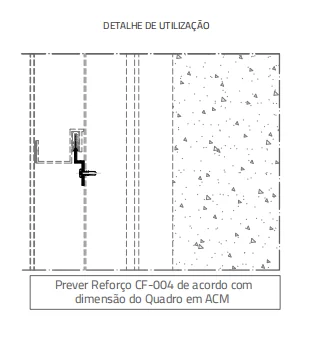 DETALHE DE UTILIZAÇÃO
Prever Reforço CF-004 de acordo com
dimensão do Quadro em ACM